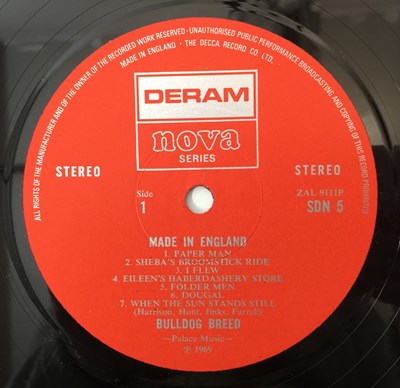 ALL RIGHTS OF THE MANUFACTURER AND OF THE OWNER OF THE RECORDED WORK RESERVED · UNAUTHORISED PUBLIC PERFORMANCE BROADCASTING AND COPYING OF THIS RECORD PROHIBITED
MADE IN ENGLAND · THE DECCA RECORD CO. LTD.
DERAM
nova
SERIES
STEREO
STEREO
Side
1
ZAL 9111P
SDN 5
MADE IN ENGLAND
1. PAPER MAN
2. SHEBA'S BROOMSTICK RIDE
3. I FLEW
4. EILEEN'S HABERDASHERY STORE
5. FOLDER MEN
6. DOUGAL
7. WHEN THE SUN STANDS STILL
(Harrison, Hunt, Jinks, Farrell)
BULLDOG BREED
—Palace Music—
℗ 1969